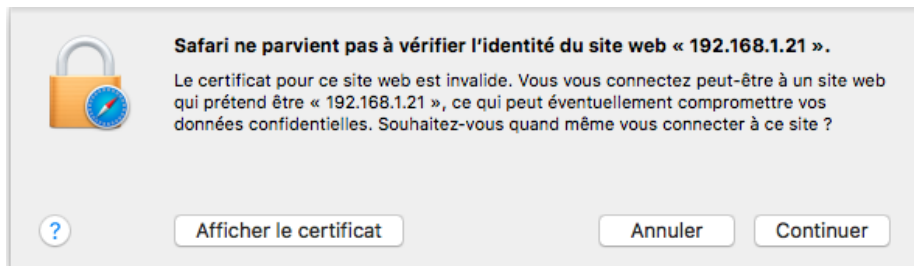 Safari ne parvient pas à vérifier l’identité du site web « 192.168.1.21 ».
Le certificat pour ce site web est invalide. Vous vous connectez peut-être à un site web
qui prétend être « 192.168.1.21 », ce qui peut éventuellement compromettre vos
données confidentielles. Souhaitez-vous quand même vous connecter à ce site ?
? Afficher le certificat Annuler Continuer